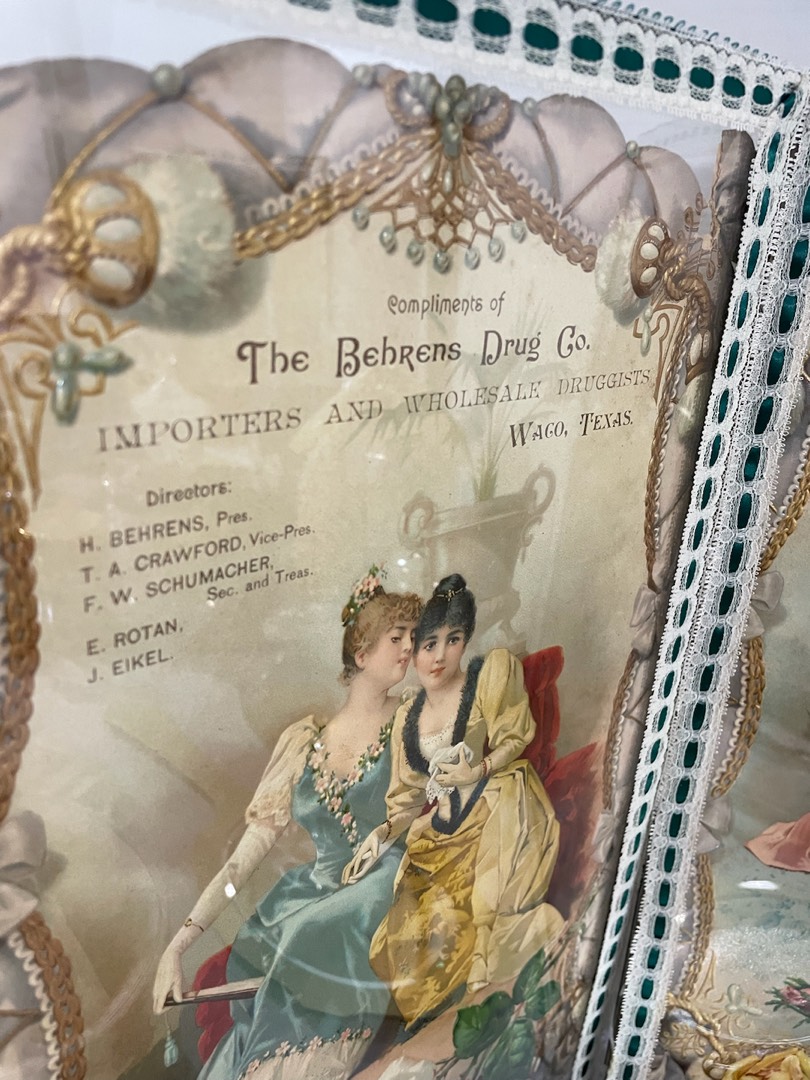 Compliments of
The Behrens Drug Co.
IMPORTERS AND WHOLESALE DRUGGISTS
WACO, TEXAS.
Directors:
H. BEHRENS, Pres.
T. A. CRAWFORD, Vice-Pres.
F. W. SCHUMACHER,
Sec. and Treas.
E. ROTAN,
J. EIKEL.